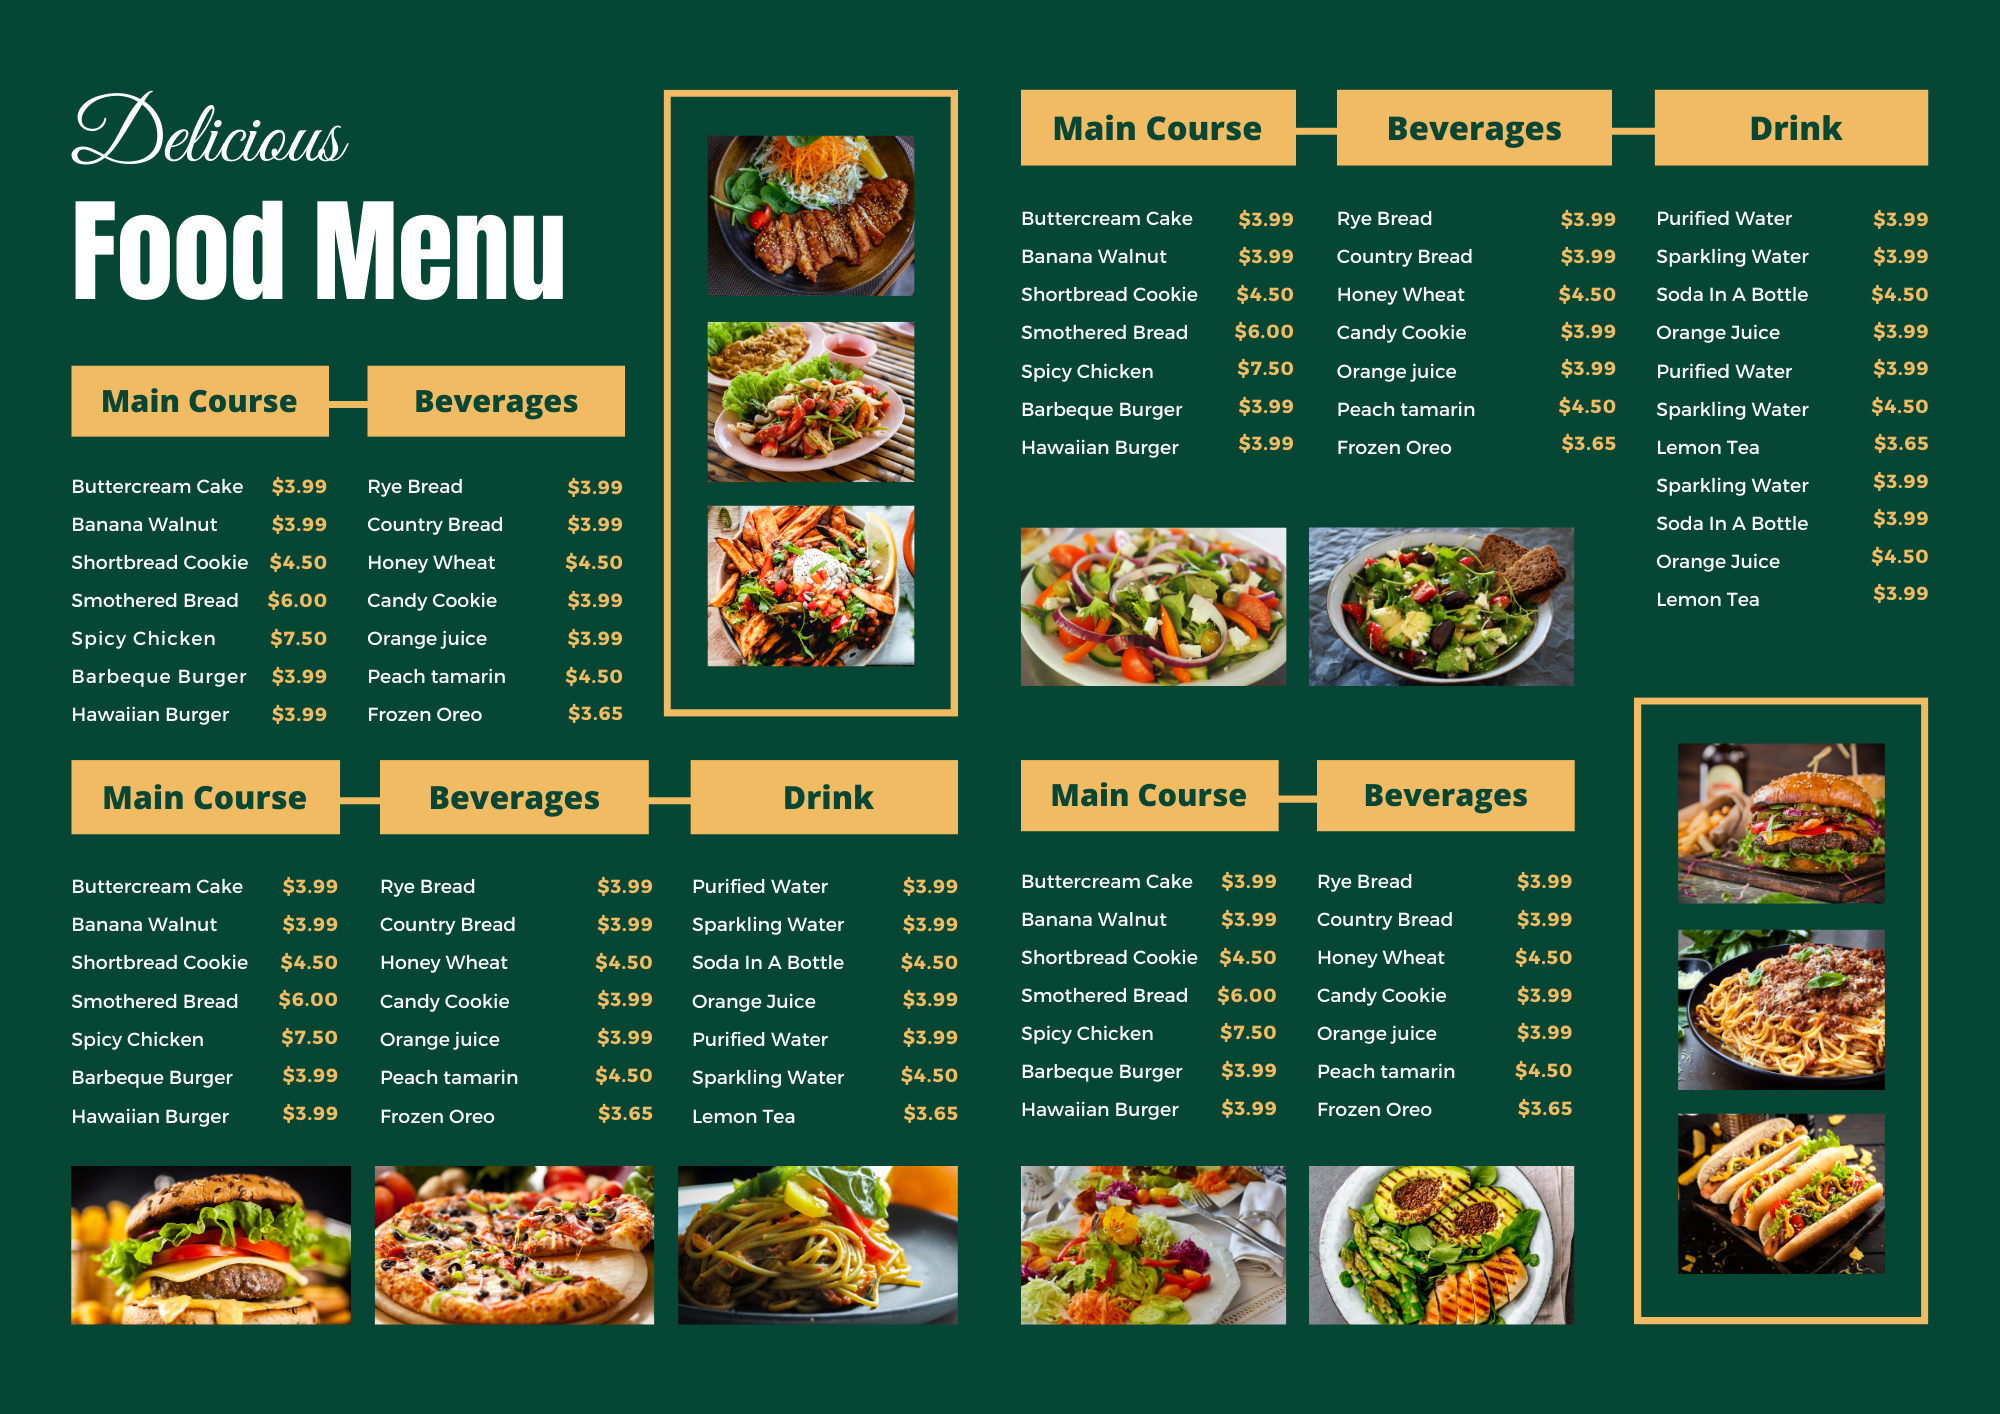 Delicious
Food Menu
Main Course Beverages
Buttercream Cake $3.99 Rye Bread $3.99
Banana Walnut $3.99 Country Bread $3.99
Shortbread Cookie $4.50 Honey Wheat $4.50
Smothered Bread $6.00 Candy Cookie $3.99
Spicy Chicken $7.50 Orange juice $3.99
Barbeque Burger $3.99 Peach tamarin $4.50
Hawaiian Burger $3.99 Frozen Oreo $3.65
Main Course Beverages Drink
Buttercream Cake $3.99 Rye Bread $3.99 Purified Water $3.99
Banana Walnut $3.99 Country Bread $3.99 Sparkling Water $3.99
Shortbread Cookie $4.50 Honey Wheat $4.50 Soda In A Bottle $4.50
Smothered Bread $6.00 Candy Cookie $3.99 Orange Juice $3.99
Spicy Chicken $7.50 Orange juice $3.99 Purified Water $3.99
Barbeque Burger $3.99 Peach tamarin $4.50 Sparkling Water $4.50
Hawaiian Burger $3.99 Frozen Oreo $3.65 Lemon Tea $3.65
Main Course Beverages Drink
Buttercream Cake $3.99 Rye Bread $3.99 Purified Water $3.99
Banana Walnut $3.99 Country Bread $3.99 Sparkling Water $3.99
Shortbread Cookie $4.50 Honey Wheat $4.50 Soda In A Bottle $4.50
Smothered Bread $6.00 Candy Cookie $3.99 Orange Juice $3.99
Spicy Chicken $7.50 Orange juice $3.99 Purified Water $3.99
Barbeque Burger $3.99 Peach tamarin $4.50 Sparkling Water $4.50
Hawaiian Burger $3.99 Frozen Oreo $3.65 Lemon Tea $3.65
Sparkling Water $3.99
Soda In A Bottle $3.99
Orange Juice $4.50
Lemon Tea $3.99
Main Course Beverages
Buttercream Cake $3.99 Rye Bread $3.99
Banana Walnut $3.99 Country Bread $3.99
Shortbread Cookie $4.50 Honey Wheat $4.50
Smothered Bread $6.00 Candy Cookie $3.99
Spicy Chicken $7.50 Orange juice $3.99
Barbeque Burger $3.99 Peach tamarin $4.50
Hawaiian Burger $3.99 Frozen Oreo $3.65